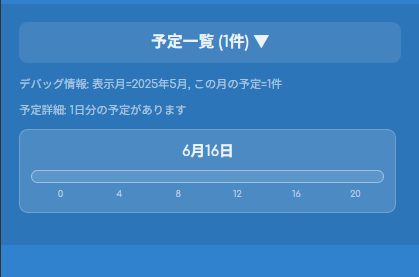 予定一覧 (1件) ▼
デバッグ情報: 表示月=2025年5月, この月の予定=1件
予定詳細: 1日分の予定があります
6月16日
0 4 8 12 16 20